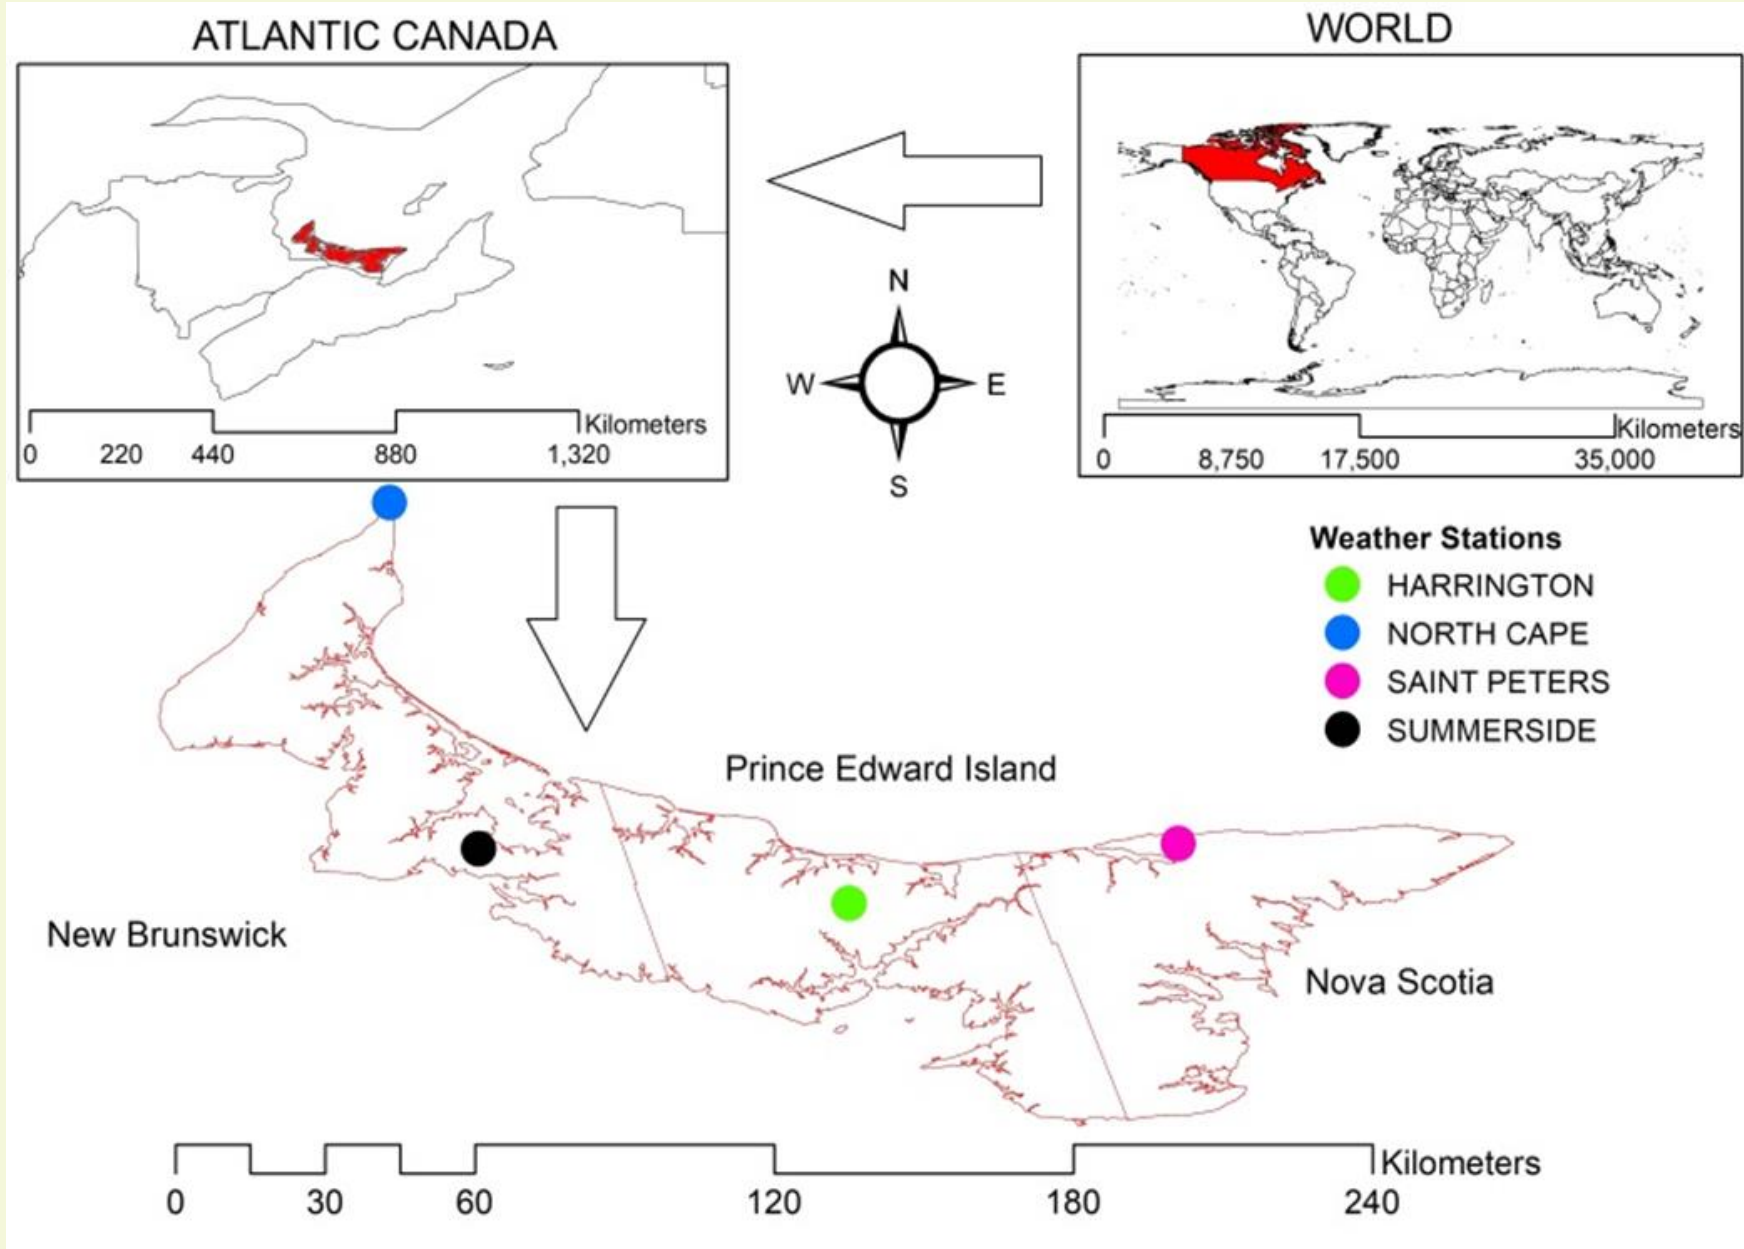 ATLANTIC CANADA
WORLD
Kilometers
0 220 440 880 1,320
Kilometers
0 8,750 17,500 35,000
N
W E
S
Weather Stations
HARRINGTON
NORTH CAPE
SAINT PETERS
SUMMERSIDE
Prince Edward Island
New Brunswick
Nova Scotia
Kilometers
0 30 60 120 180 240